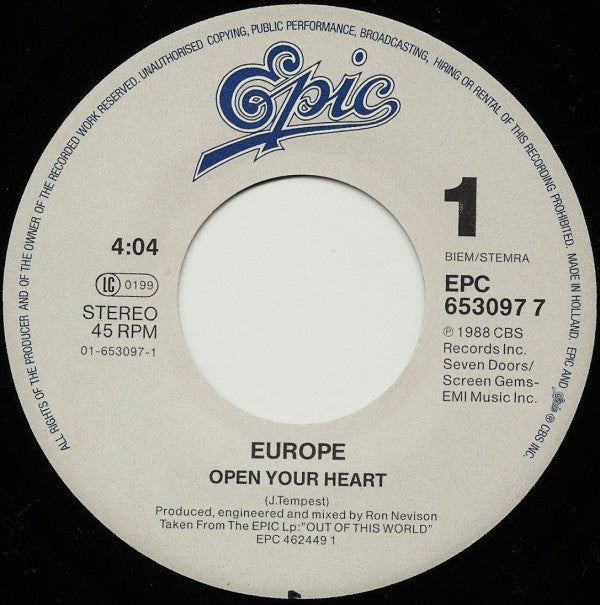 ALL RIGHTS OF THE PRODUCER AND OF THE OWNER OF THE RECORDED WORK RESERVED. UNAUTHORISED COPYING, PUBLIC PERFORMANCE, BROADCASTING, HIRING OR RENTAL OF THIS RECORDING PROHIBITED. MADE IN HOLLAND. EPIC AND Epic ® CBS INC.
Epic
1
BIEM/STEMRA
4:04
LC 0199
STEREO
45 RPM
01-653097-1
EPC
653097 7
℗ 1988 CBS
Records Inc.
Seven Doors/
Screen Gems-
EMI Music Inc.
EUROPE
OPEN YOUR HEART
(J.Tempest)
Produced, engineered and mixed by Ron Nevison
Taken From The EPIC Lp:"OUT OF THIS WORLD"
EPC 462449 1